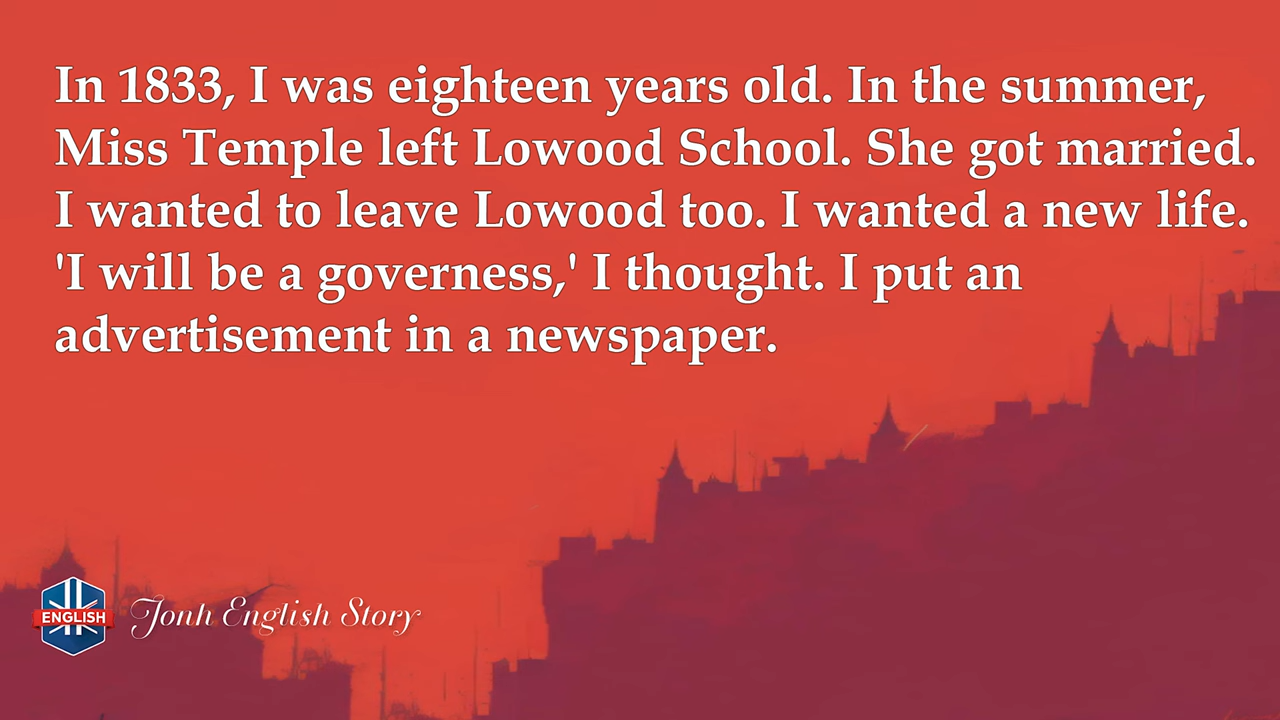 In 1833, I was eighteen years old. In the summer,
Miss Temple left Lowood School. She got married.
I wanted to leave Lowood too. I wanted a new life.
'I will be a governess,' I thought. I put an
advertisement in a newspaper.
ENGLISH
Jonh English Story